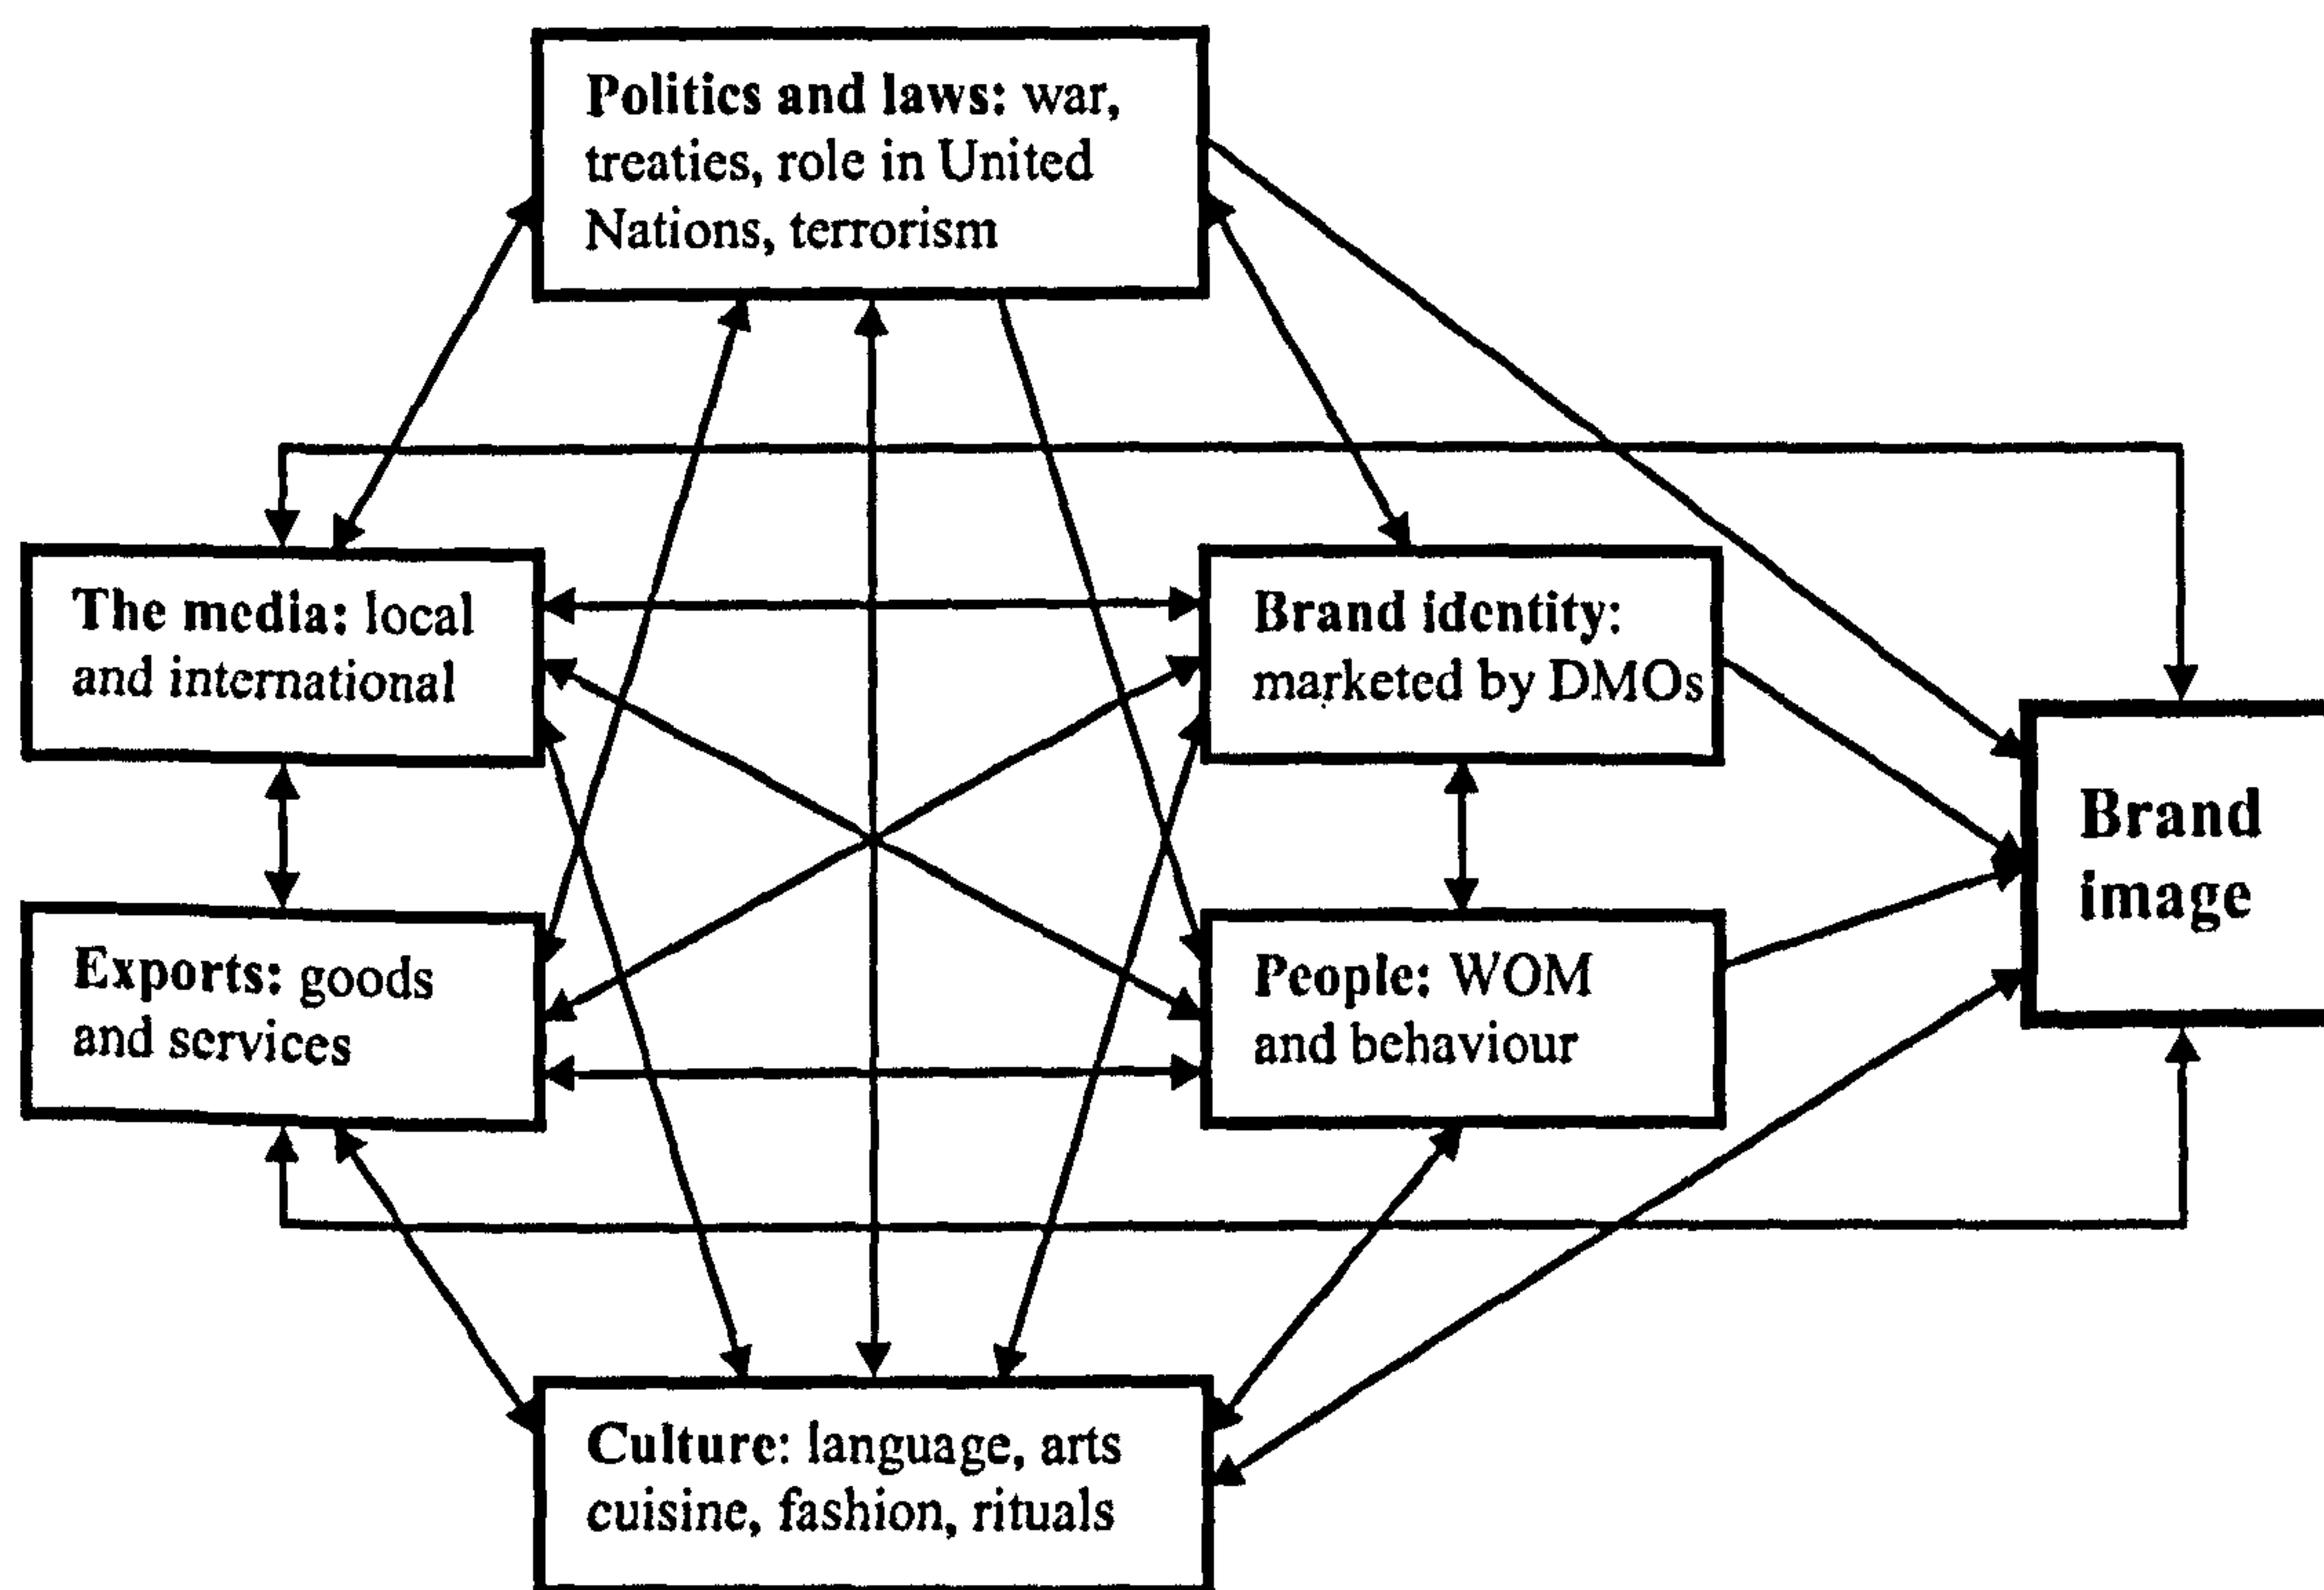 Politics and laws: war,
treaties, role in United
Nations, terrorism
The media: local
and international
Brand identity:
marketed by DMOs
Brand
image
Exports: goods
and services
People: WOM
and behaviour
Culture: language, arts
cuisine, fashion, rituals